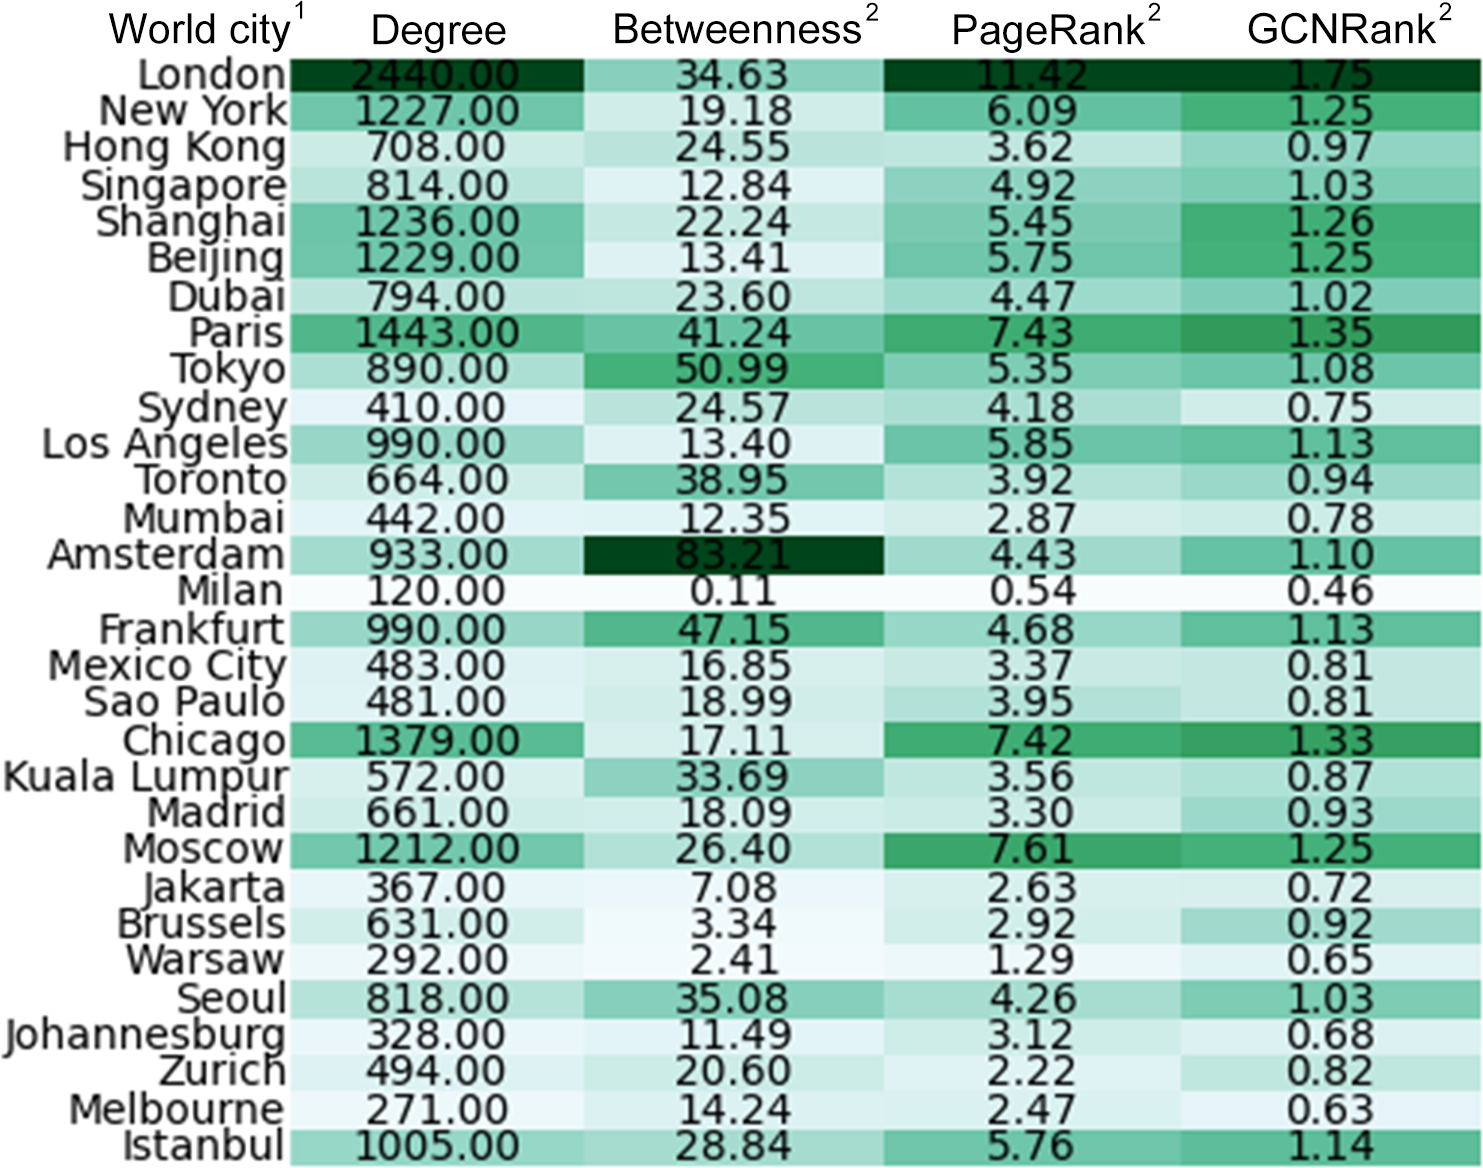 World city1 Degree Betweenness2 PageRank2 GCNRank2
London 2440.00 34.63 11.42 1.75
New York 1227.00 19.18 6.09 1.25
Hong Kong 708.00 24.55 3.62 0.97
Singapore 814.00 12.84 4.92 1.03
Shanghai 1236.00 22.24 5.45 1.26
Beijing 1229.00 13.41 5.75 1.25
Dubai 794.00 23.60 4.47 1.02
Paris 1443.00 41.24 7.43 1.35
Tokyo 890.00 50.99 5.35 1.08
Sydney 410.00 24.57 4.18 0.75
Los Angeles 990.00 13.40 5.85 1.13
Toronto 664.00 38.95 3.92 0.94
Mumbai 442.00 12.35 2.87 0.78
Amsterdam 933.00 83.21 4.43 1.10
Milan 120.00 0.11 0.54 0.46
Frankfurt 990.00 47.15 4.68 1.13
Mexico City 483.00 16.85 3.37 0.81
Sao Paulo 481.00 18.99 3.95 0.81
Chicago 1379.00 17.11 7.42 1.33
Kuala Lumpur 572.00 33.69 3.56 0.87
Madrid 661.00 18.09 3.30 0.93
Moscow 1212.00 26.40 7.61 1.25
Jakarta 367.00 7.08 2.63 0.72
Brussels 631.00 3.34 2.92 0.92
Warsaw 292.00 2.41 1.29 0.65
Seoul 818.00 35.08 4.26 1.03
Johannesburg 328.00 11.49 3.12 0.68
Zurich 494.00 20.60 2.22 0.82
Melbourne 271.00 14.24 2.47 0.63
Istanbul 1005.00 28.84 5.76 1.14